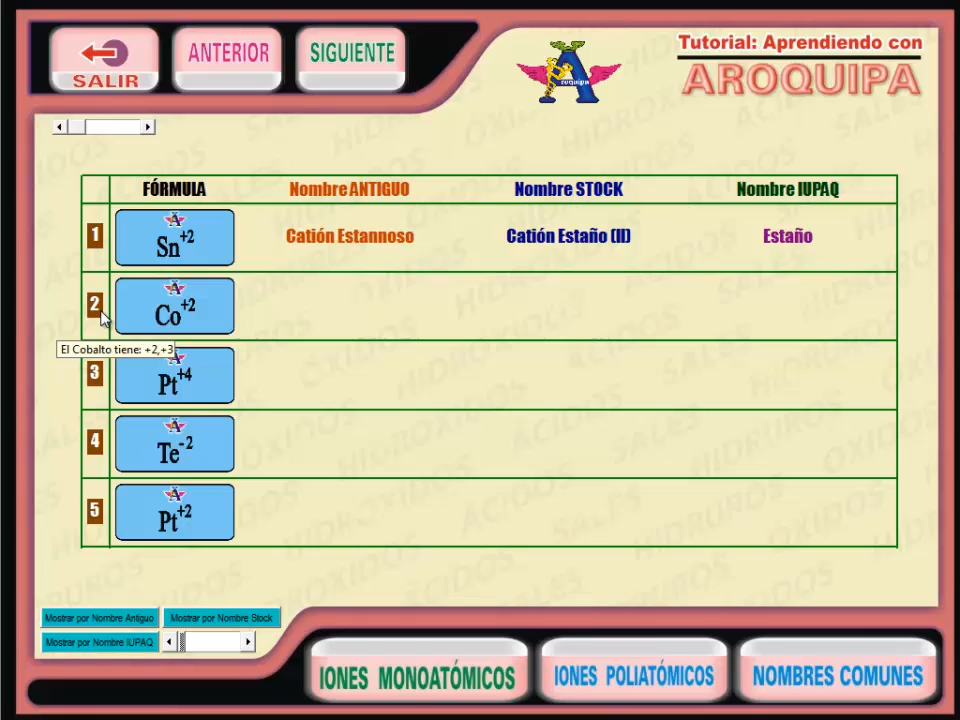 SALIR
ANTERIOR
SIGUIENTE
aroquipa
Tutorial: Aprendiendo con
AROQUIPA
FÓRMULA Nombre ANTIGUO Nombre STOCK Nombre IUPAQ
1 Sn+2 Catión Estannoso Catión Estaño (II) Estaño
2 Co+2
El Cobalto tiene: +2,+3
3 Pt+4
4 Te-2
5 Pt+2
Mostrar por Nombre Antiguo
Mostrar por Nombre Stock
Mostrar por Nombre IUPAQ
IONES MONOATÓMICOS
IONES POLIATÓMICOS
NOMBRES COMUNES